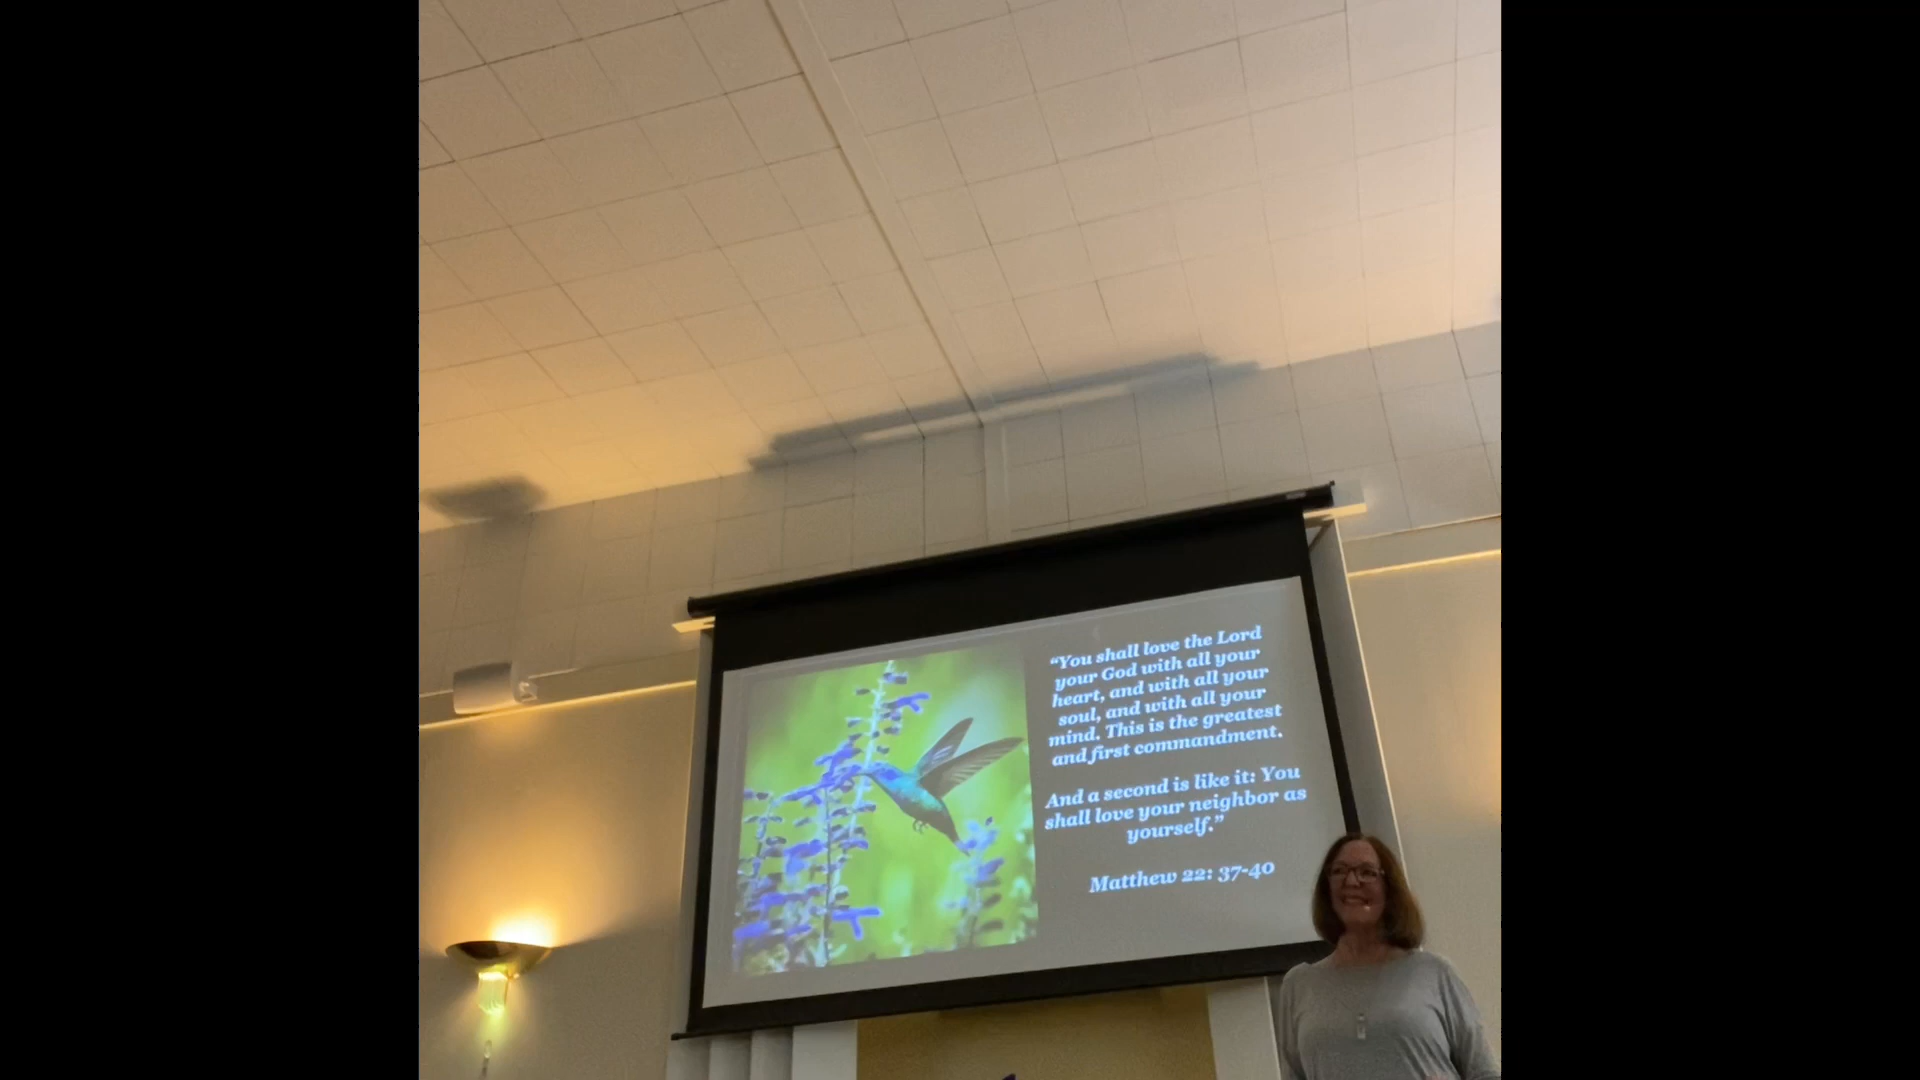 “You shall love the Lord
your God with all your
heart, and with all your
soul, and with all your
mind. This is the greatest
and first commandment.
And a second is like it: You
shall love your neighbor as
yourself.”
Matthew 22: 37-40